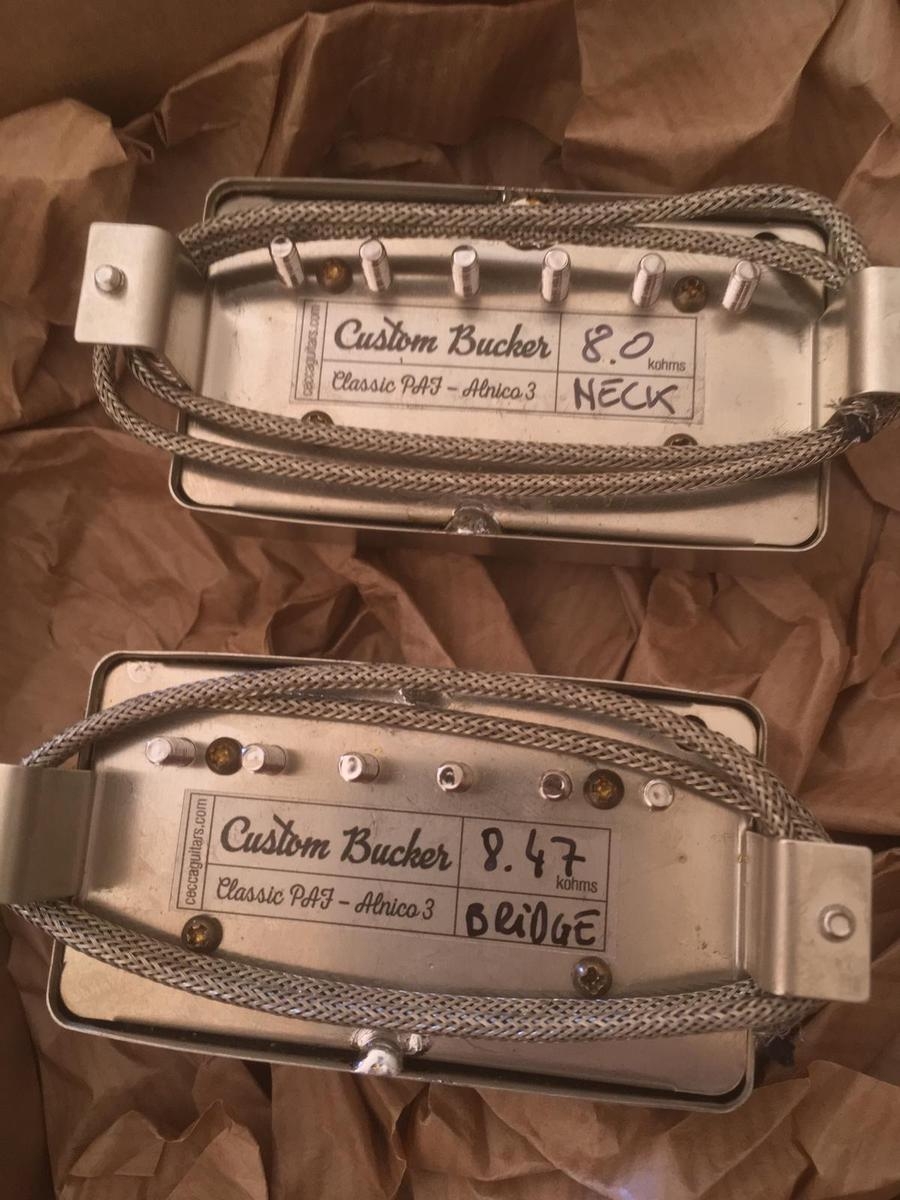 ceccaguitars.com
Custom Bucker
8.0 kohms
Classic PAF - Alnico 3
NECK
ceccaguitars.com
Custom Bucker
8.47 kohms
Classic PAF - Alnico 3
BRiDGE